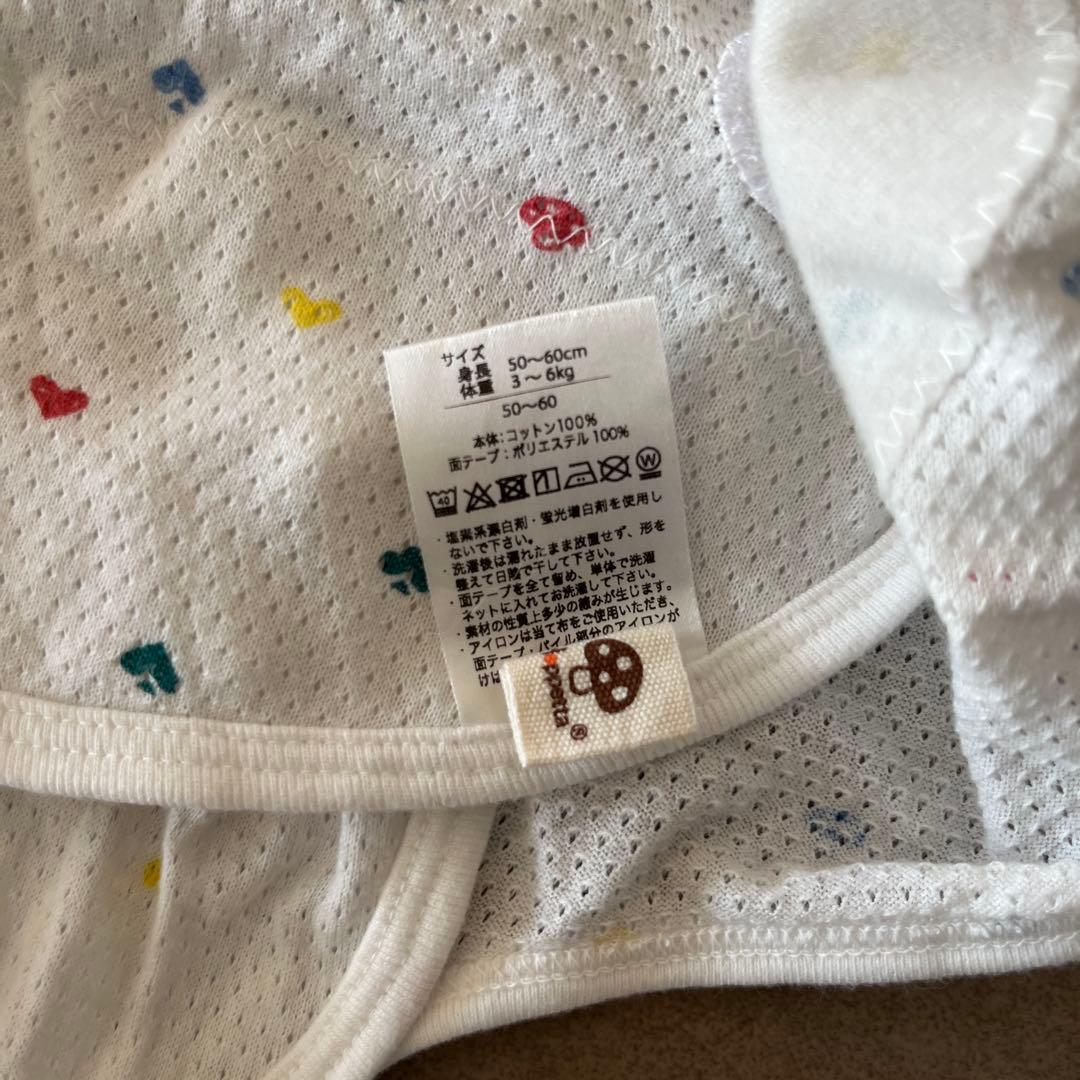 サイズ
身長 50〜60cm
体重 3〜6kg
50〜60
本体:コットン100%
面テープ:ポリエステル100%
40
W
・塩素系漂白剤・蛍光増白剤を使用し
ないで下さい。
・洗濯後は濡れたまま放置せず、形を
整えて日陰で干して下さい。
・面テープを全て留め、単体で洗濯
ネットに入れてお洗濯して下さい。
・素材の性質上多少の縮みが生じます。
・アイロンは当て布をご使用いただき、
面テープ・パイル部分のアイロンが
けは
ppetta®